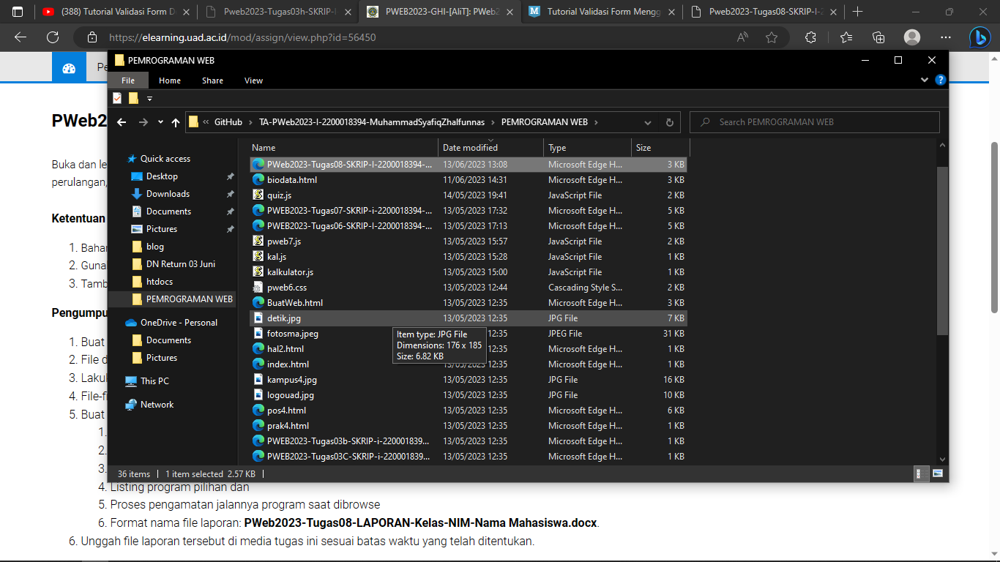 (388) Tutorial Validasi Form D
Pweb2023-Tugas03h-SKRIP-I-
PWEB2023-GHI-[AliT]: PWeb2
Tutorial Validasi Form Mengg
Pweb2023-Tugas08-SKRIP-I-2
https://elearning.uad.ac.id/mod/assign/view.php?id=56450
PEMROGRAMAN WEB
File Home Share View
GitHub > TA-PWeb2023-I-2200018394-MuhammadSyafiqZhalfunnas > PEMROGRAMAN WEB >
Search PEMROGRAMAN WEB
Quick access
Desktop
Downloads
Documents
Pictures
blog
DN Return 03 Juni
htdocs
PEMROGRAMAN WEB
OneDrive - Personal
Documents
Pictures
This PC
Network
Name Date modified Type Size
PWeb2023-Tugas08-SKRIP-I-2200018394-... 13/06/2023 13:08 Microsoft Edge H... 3 KB
biodata.html 11/06/2023 14:31 Microsoft Edge H... 3 KB
quiz.js 14/05/2023 19:41 JavaScript File 2 KB
PWEB2023-Tugas07-SKRIP-i-2200018394-... 13/05/2023 17:32 Microsoft Edge H... 5 KB
PWEB2023-Tugas06-SKRIP-I-2200018394-... 13/05/2023 17:13 Microsoft Edge H... 5 KB
pweb7.js 13/05/2023 15:57 JavaScript File 2 KB
kal.js 13/05/2023 15:28 JavaScript File 1 KB
kalkulator.js 13/05/2023 15:00 JavaScript File 1 KB
pweb6.css 13/05/2023 12:44 Cascading Style S... 2 KB
BuatWeb.html 13/05/2023 12:35 Microsoft Edge H... 3 KB
detik.jpg 13/05/2023 12:35 JPG File 7 KB
fotosma.jpeg 12:35 JPEG File 31 KB
hal2.html 12:35 Microsoft Edge H... 1 KB
index.html 13/05/2023 12:35 Microsoft Edge H... 1 KB
kampus4.jpg 13/05/2023 12:35 JPG File 16 KB
logouad.jpg 13/05/2023 12:35 JPG File 10 KB
pos4.html 13/05/2023 12:35 Microsoft Edge H... 6 KB
prak4.html 13/05/2023 12:35 Microsoft Edge H... 1 KB
PWEB2023-Tugas03b-SKRIP-i-220001839... 13/05/2023 12:35 Microsoft Edge H... 1 KB
PWEB2023-Tugas03C-SKRIP-i-220001839... 13/05/2023 12:35 Microsoft Edge H... 1 KB
Item type: JPG File
Dimensions: 176 x 185
Size: 6.82 KB
36 items | 1 item selected 2.57 KB |
Pe
PWeb2
Buka dan le
perulangan,
Ketentuan
1. Bahan
2. Guna
3. Tamb
Pengumpu
1. Buat
2. File d
3. Lakuk
4. File-fi
5. Buat
1.
2.
3.
4. Listing program pilihan dan
5. Proses pengamatan jalannya program saat dibrowse
6. Format nama file laporan: PWeb2023-Tugas08-LAPORAN-Kelas-NIM-Nama Mahasiswa.docx.
6. Unggah file laporan tersebut di media tugas ini sesuai batas waktu yang telah ditentukan.